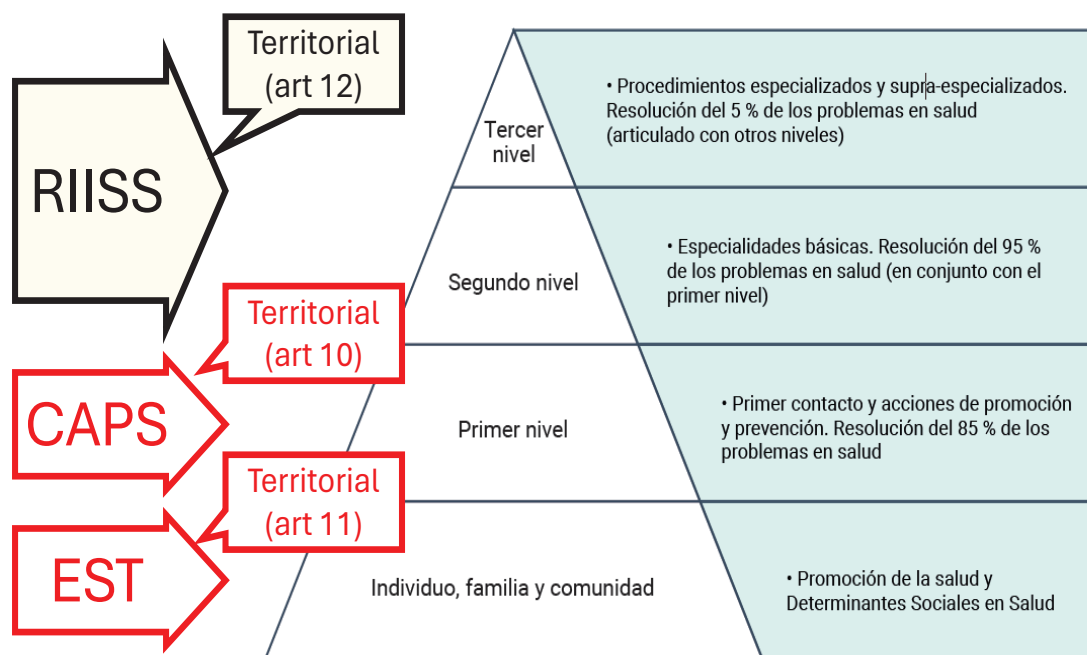 Territorial
(art 12)
RIISS
Tercer
nivel
• Procedimientos especializados y supra-especializados.
Resolución del 5 % de los problemas en salud
(articulado con otros niveles)
Segundo nivel
• Especialidades básicas. Resolución del 95 %
de los problemas en salud (en conjunto con el
primer nivel)
Territorial
(art 10)
CAPS
Primer nivel
• Primer contacto y acciones de promoción
y prevención. Resolución del 85 % de los
problemas en salud
Territorial
(art 11)
EST
Individuo, familia y comunidad
• Promoción de la salud y
Determinantes Sociales en Salud